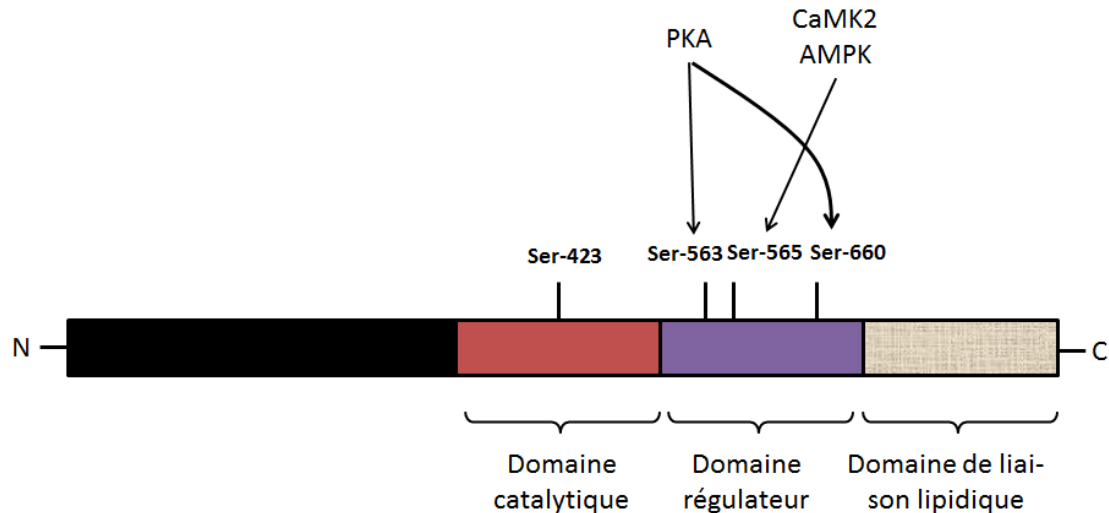 PKA
CaMK2
AMPK
Ser-423
Ser-563
Ser-565
Ser-660
N
C
Domaine
catalytique
Domaine
régulateur
Domaine de liai-
son lipidique